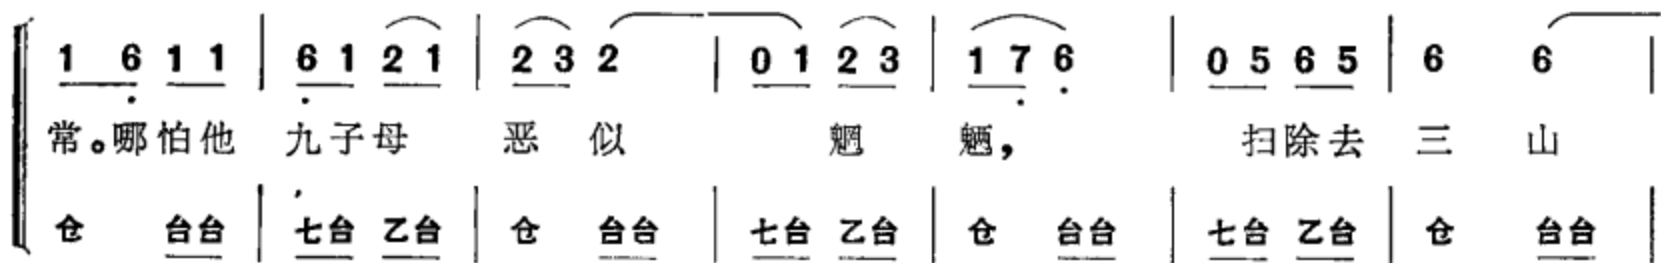 1 6 1 1 | 6 1 2 1 | 2 3 2 | 0 1 2 3 | 1 7 6 | 0 5 6 5 | 6 6 |
常。哪怕他 九子母 恶 似 魍 魉， 扫除去 三 山
仓 台台 | 七台 乙台 | 仓 台台 | 七台 乙台 | 仓 台台 | 七台 乙台 | 仓 台台 |